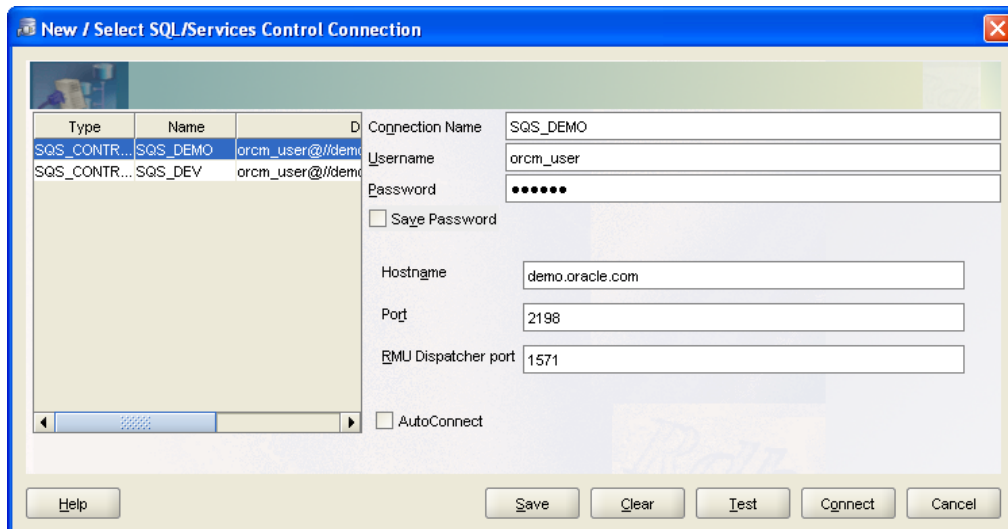 New / Select SQL/Services Control Connection
Type Name D
SQS_CONTR... SQS_DEMO orcm_user@//demo
SQS_CONTR... SQS_DEV orcm_user@//demo
Connection Name SQS_DEMO
Username orcm_user
Password ••••••
Save Password
Hostname demo.oracle.com
Port 2198
RMU Dispatcher port 1571
AutoConnect
Help Save Clear Test Connect Cancel